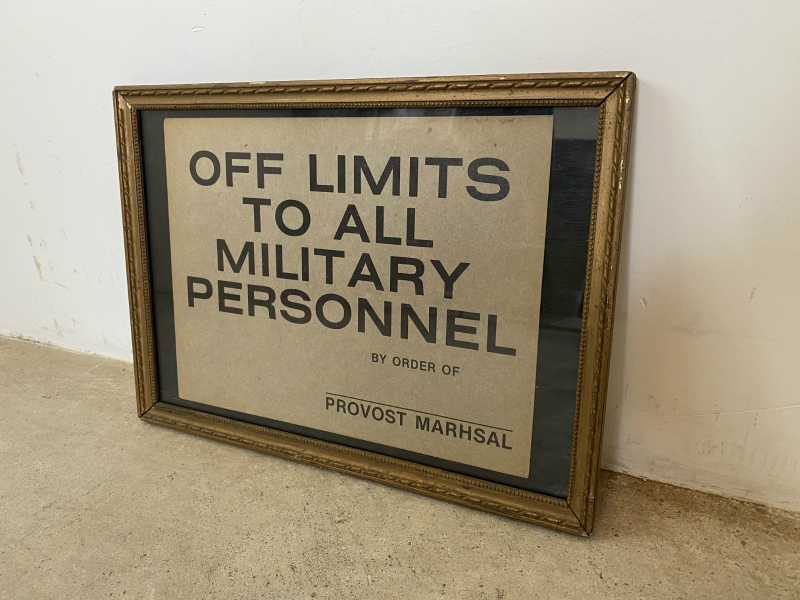 OFF LIMITS
TO ALL
MILITARY
PERSONNEL
BY ORDER OF
PROVOST MARHSAL